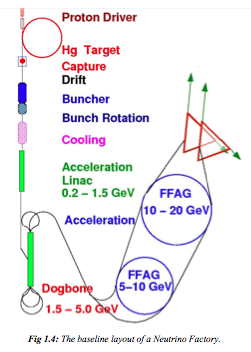 Proton Driver
Hg Target
Capture
Drift
Buncher
Bunch Rotation
Cooling
Acceleration
Linac
0.2 – 1.5 GeV
FFAG
10 – 20 GeV
Acceleration
FFAG
5–10 GeV
Dogbone
1.5 – 5.0 GeV
Fig 1.4: The baseline layout of a Neutrino Factory.